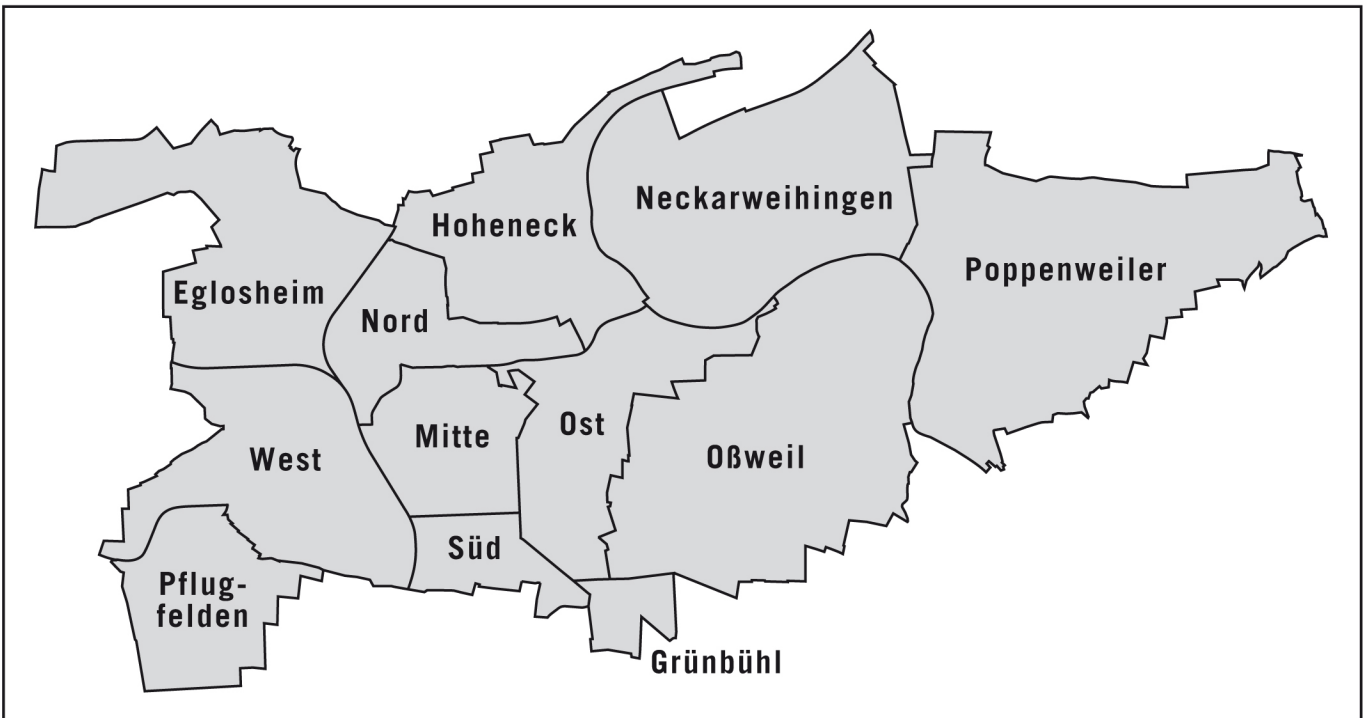 Neckarweihingen
Hoheneck
Poppenweiler
Eglosheim
Nord
Ost
Mitte
West
Oßweil
Süd
Pflug-
felden
Grünbühl